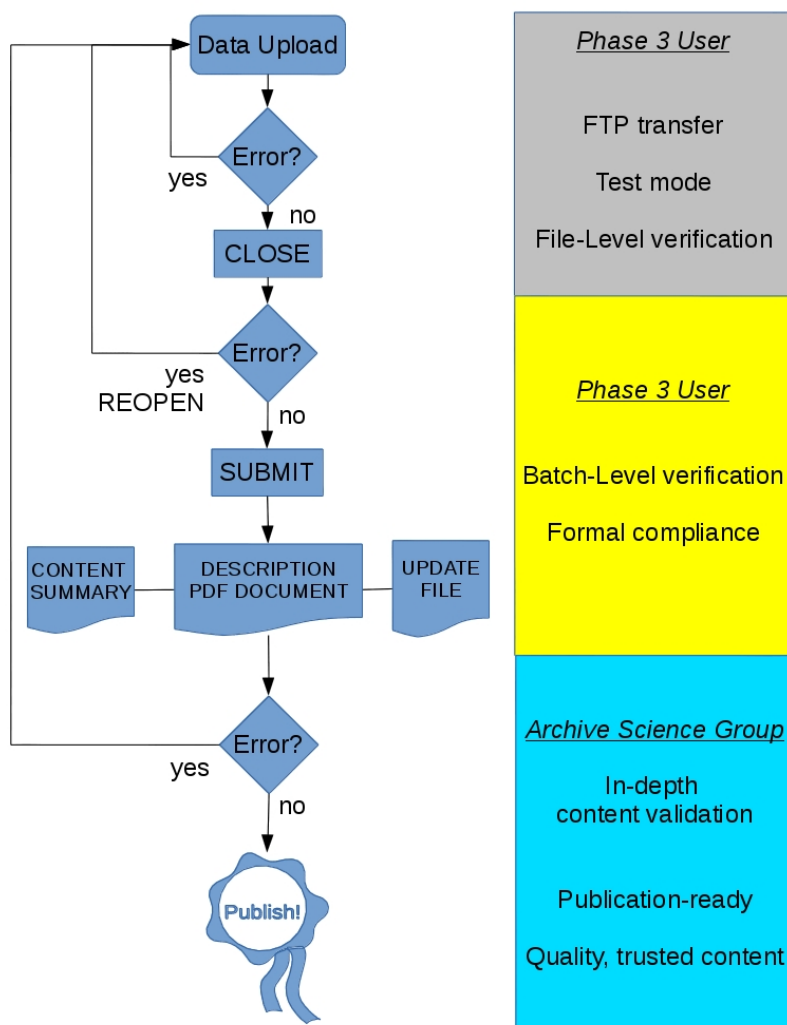 Data Upload
Error?
yes
no
CLOSE
Error?
yes
REOPEN
no
SUBMIT
CONTENT
SUMMARY
DESCRIPTION
PDF DOCUMENT
UPDATE
FILE
Error?
yes
no
Publish!
Phase 3 User
FTP transfer
Test mode
File-Level verification
Phase 3 User
Batch-Level verification
Formal compliance
Archive Science Group
In-depth
content validation
Publication-ready
Quality, trusted content